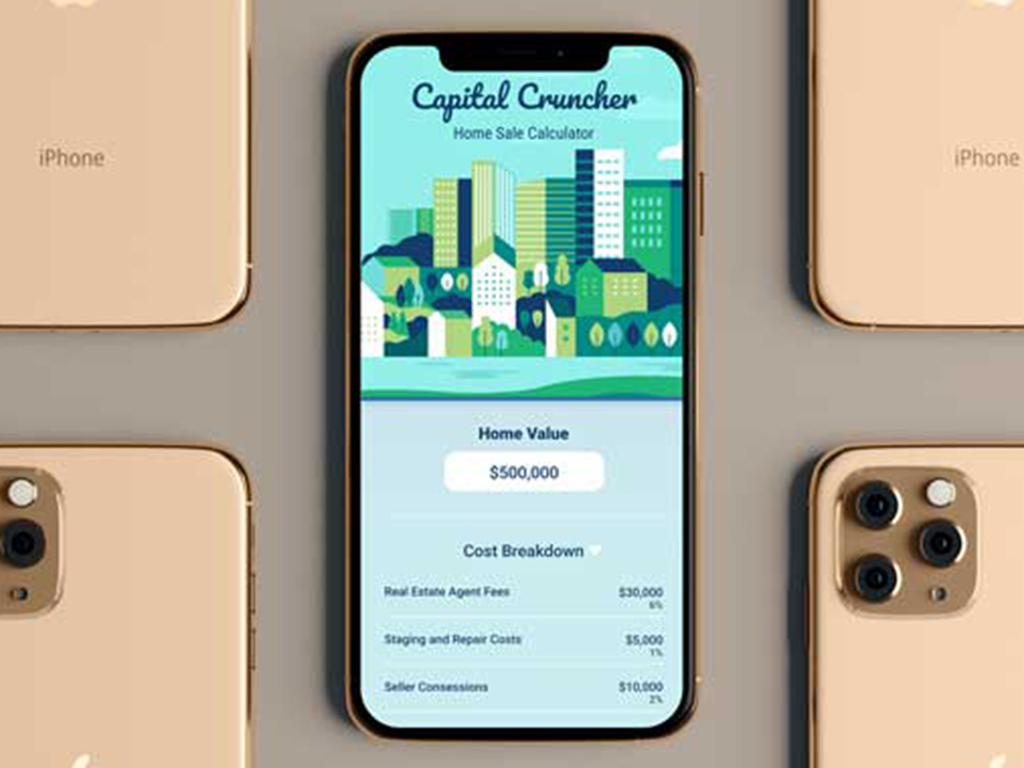 iPhone
iPhone
Capital Cruncher
Home Sale Calculator
Home Value
$500,000
Cost Breakdown
Real Estate Agent Fees
$30,000
6%
Staging and Repair Costs
$5,000
1%
Seller Consessions
$10,000
2%